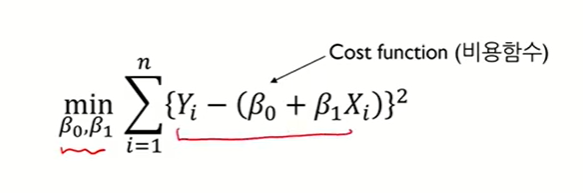 Cost function (비용함수)
min β₀,β₁ ∑ i=1 n {Yᵢ − (β₀ + β₁Xᵢ)}²